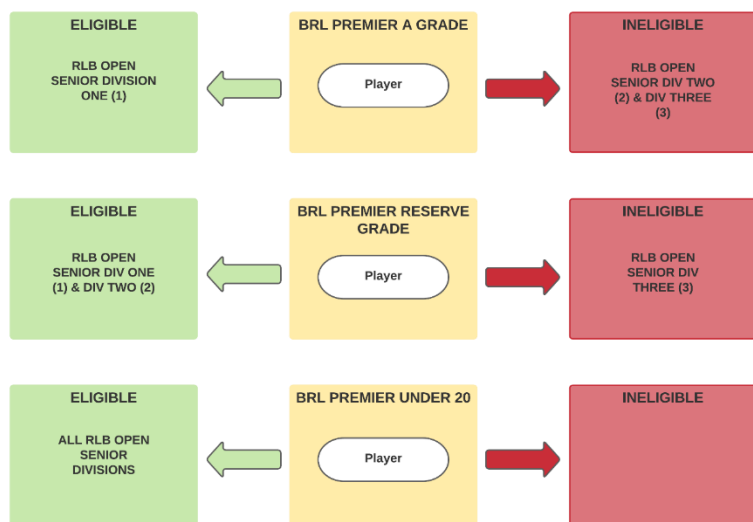 ELIGIBLE
RLB OPEN
SENIOR DIVISION
ONE (1)
BRL PREMIER A GRADE
Player
INELIGIBLE
RLB OPEN
SENIOR DIV TWO
(2) & DIV THREE
(3)
ELIGIBLE
RLB OPEN
SENIOR DIV ONE
(1) & DIV TWO (2)
BRL PREMIER RESERVE
GRADE
Player
INELIGIBLE
RLB OPEN
SENIOR DIV
THREE (3)
ELIGIBLE
ALL RLB OPEN
SENIOR
DIVISIONS
BRL PREMIER UNDER 20
Player
INELIGIBLE